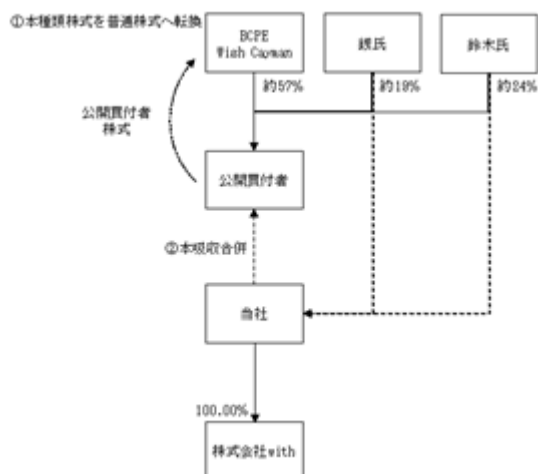 ①本種類株式を普通株式へ転換
BCPE
Wish Cayman
鈴木氏
約57%
約19%
約24%
公開買付者
株式
公開買付者
②本吸収合併
当社
100.00%
株式会社with